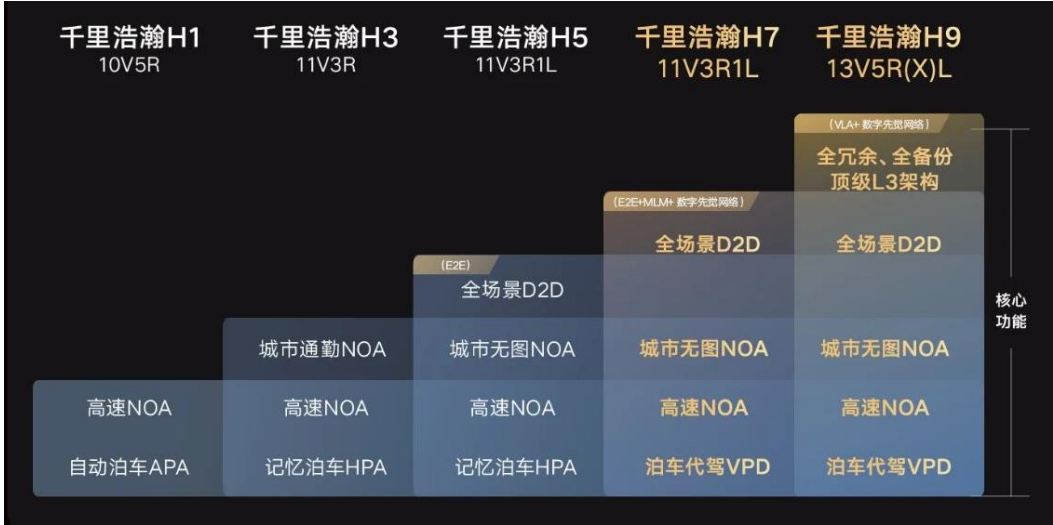 千里浩瀚H1
10V5R
千里浩瀚H3
11V3R
千里浩瀚H5
11V3R1L
千里浩瀚H7
11V3R1L
千里浩瀚H9
13V5R(X)L
(VLA+ 数字先觉网络)
全冗余、全备份
顶级L3架构
(E2E+MLM+ 数字先觉网络)
全场景D2D
全场景D2D
(E2E)
全场景D2D
核心
功能
城市通勤NOA
城市无图NOA
城市无图NOA
城市无图NOA
高速NOA
高速NOA
高速NOA
高速NOA
高速NOA
自动泊车APA
记忆泊车HPA
记忆泊车HPA
泊车代驾VPD
泊车代驾VPD